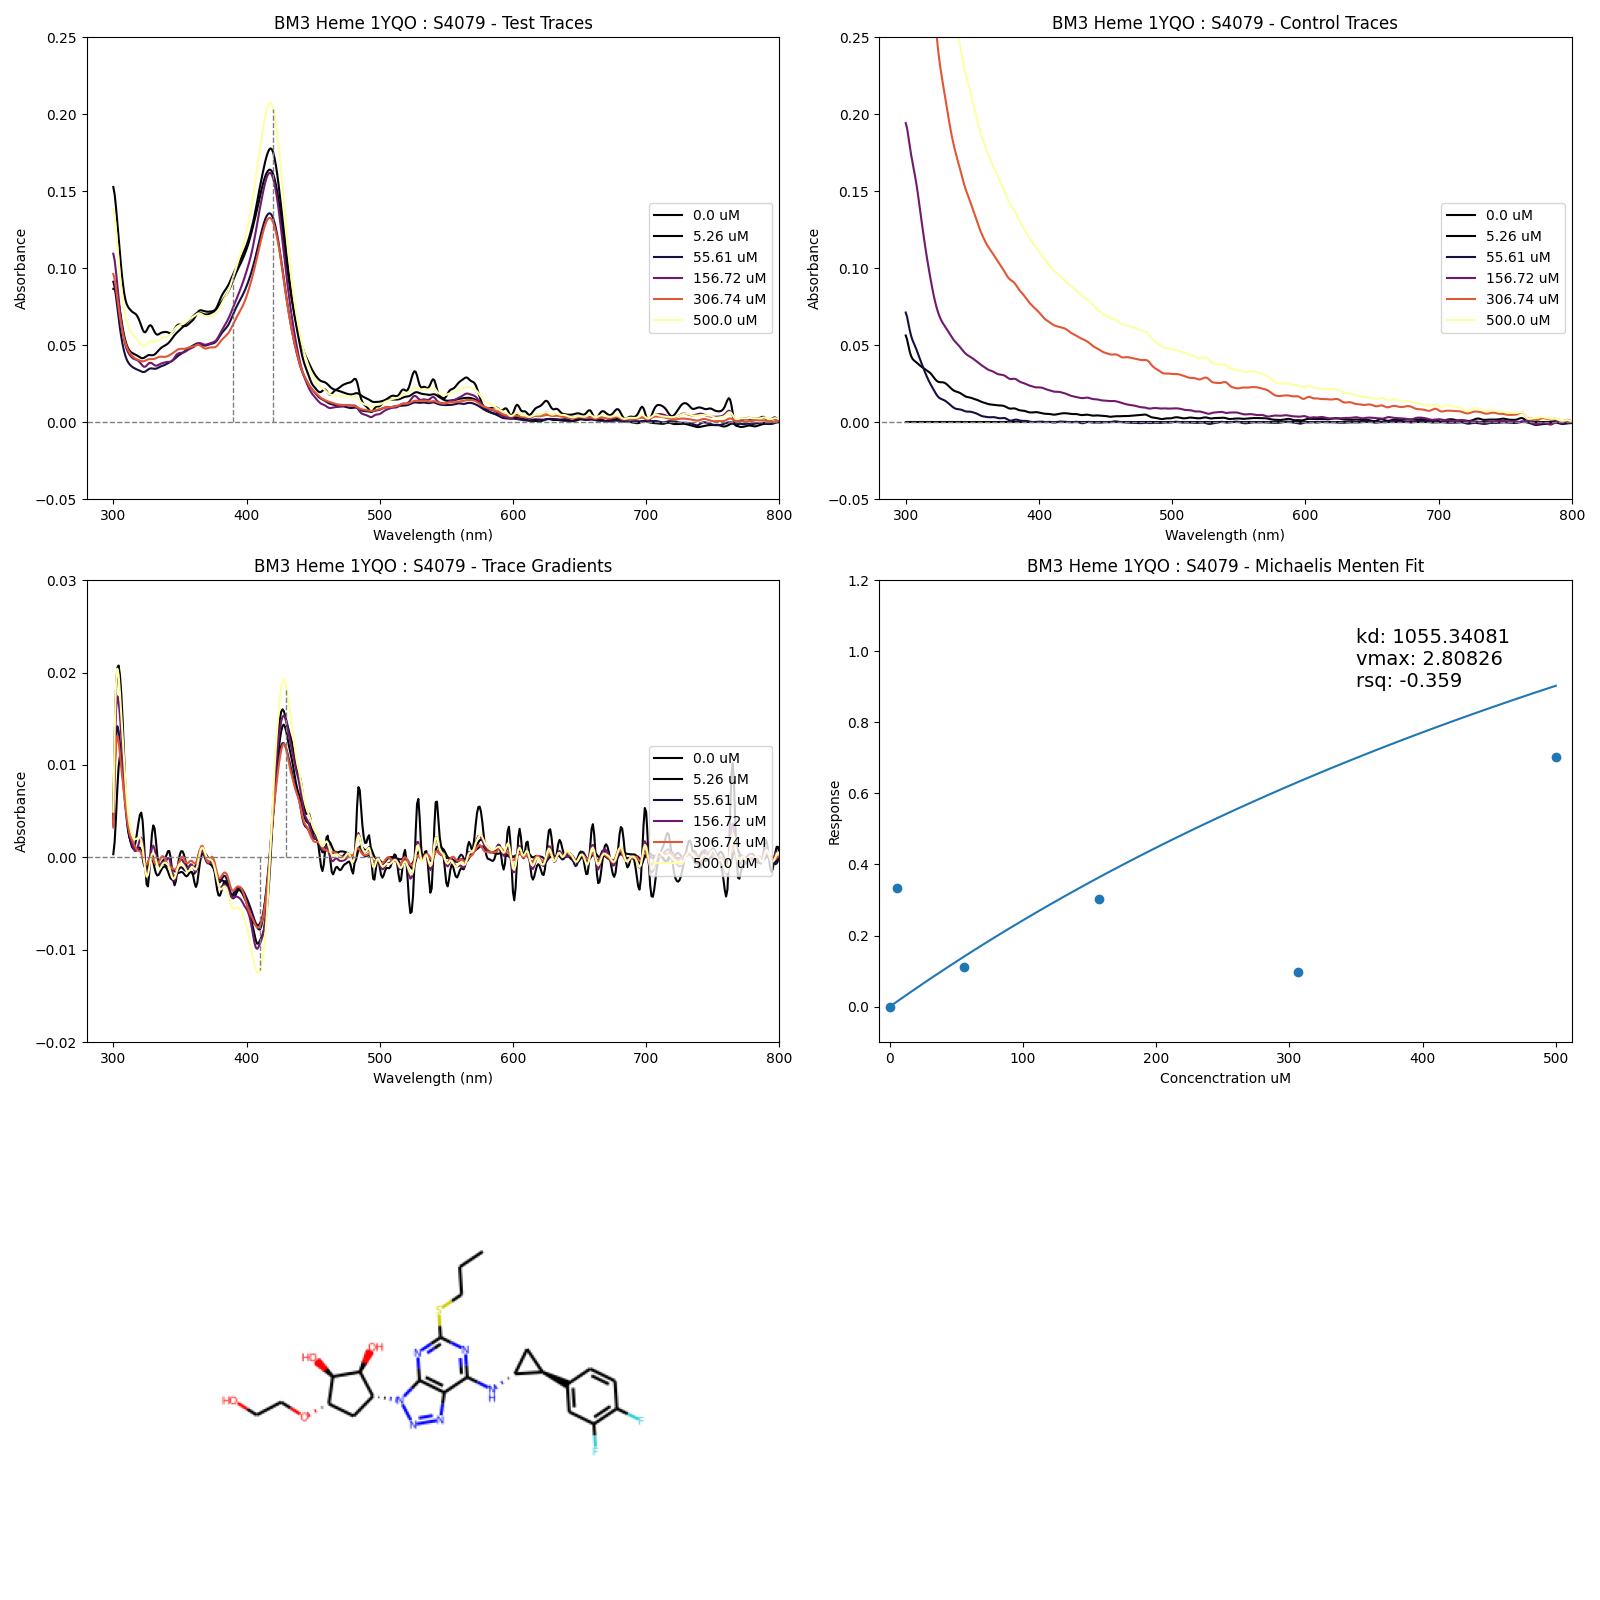 BM3 Heme 1YQO : S4079 - Test Traces
0.25
0.20
0.15
0.10
0.05
0.00
−0.05
Absorbance
300 400 500 600 700 800
Wavelength (nm)
0.0 uM
5.26 uM
55.61 uM
156.72 uM
306.74 uM
500.0 uM
BM3 Heme 1YQO : S4079 - Control Traces
0.25
0.20
0.15
0.10
0.05
0.00
−0.05
Absorbance
300 400 500 600 700 800
Wavelength (nm)
0.0 uM
5.26 uM
55.61 uM
156.72 uM
306.74 uM
500.0 uM
BM3 Heme 1YQO : S4079 - Trace Gradients
0.03
0.02
0.01
0.00
−0.01
−0.02
Absorbance
300 400 500 600 700 800
Wavelength (nm)
0.0 uM
5.26 uM
55.61 uM
156.72 uM
306.74 uM
500.0 uM
BM3 Heme 1YQO : S4079 - Michaelis Menten Fit
1.2
1.0
0.8
0.6
0.4
0.2
0.0
Response
0 100 200 300 400 500
Concenctration uM
kd: 1055.34081
vmax: 2.80826
rsq: -0.359
S
N N
HO OH
HO O N N N NH
F
F